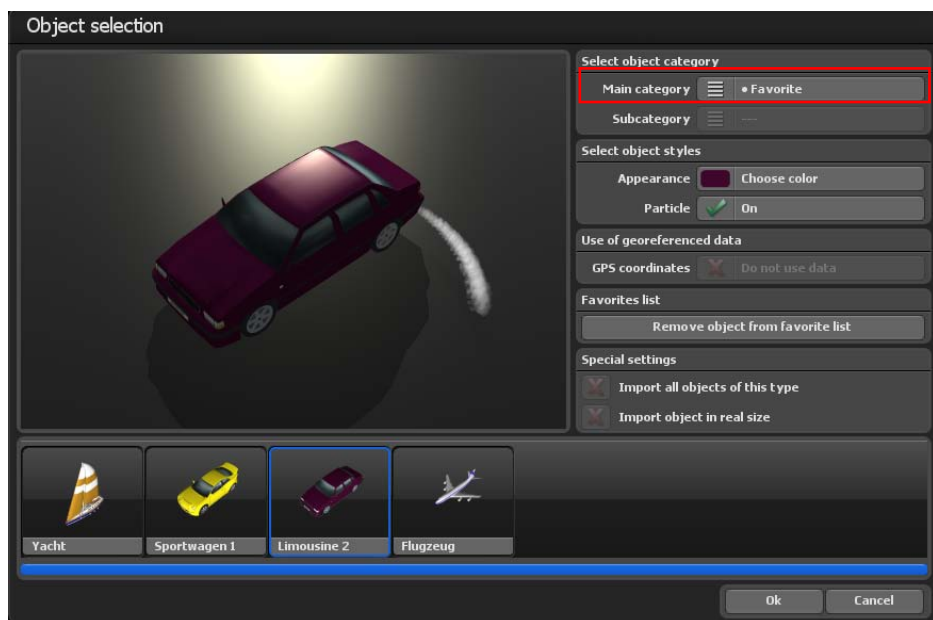 Object selection
Select object category
Main category • Favorite
Subcategory ---
Select object styles
Appearance Choose color
Particle On
Use of georeferenced data
GPS coordinates Do not use data
Favorites list
Remove object from favorite list
Special settings
Import all objects of this type
Import object in real size
Yacht Sportwagen 1 Limousine 2 Flugzeug
Ok Cancel